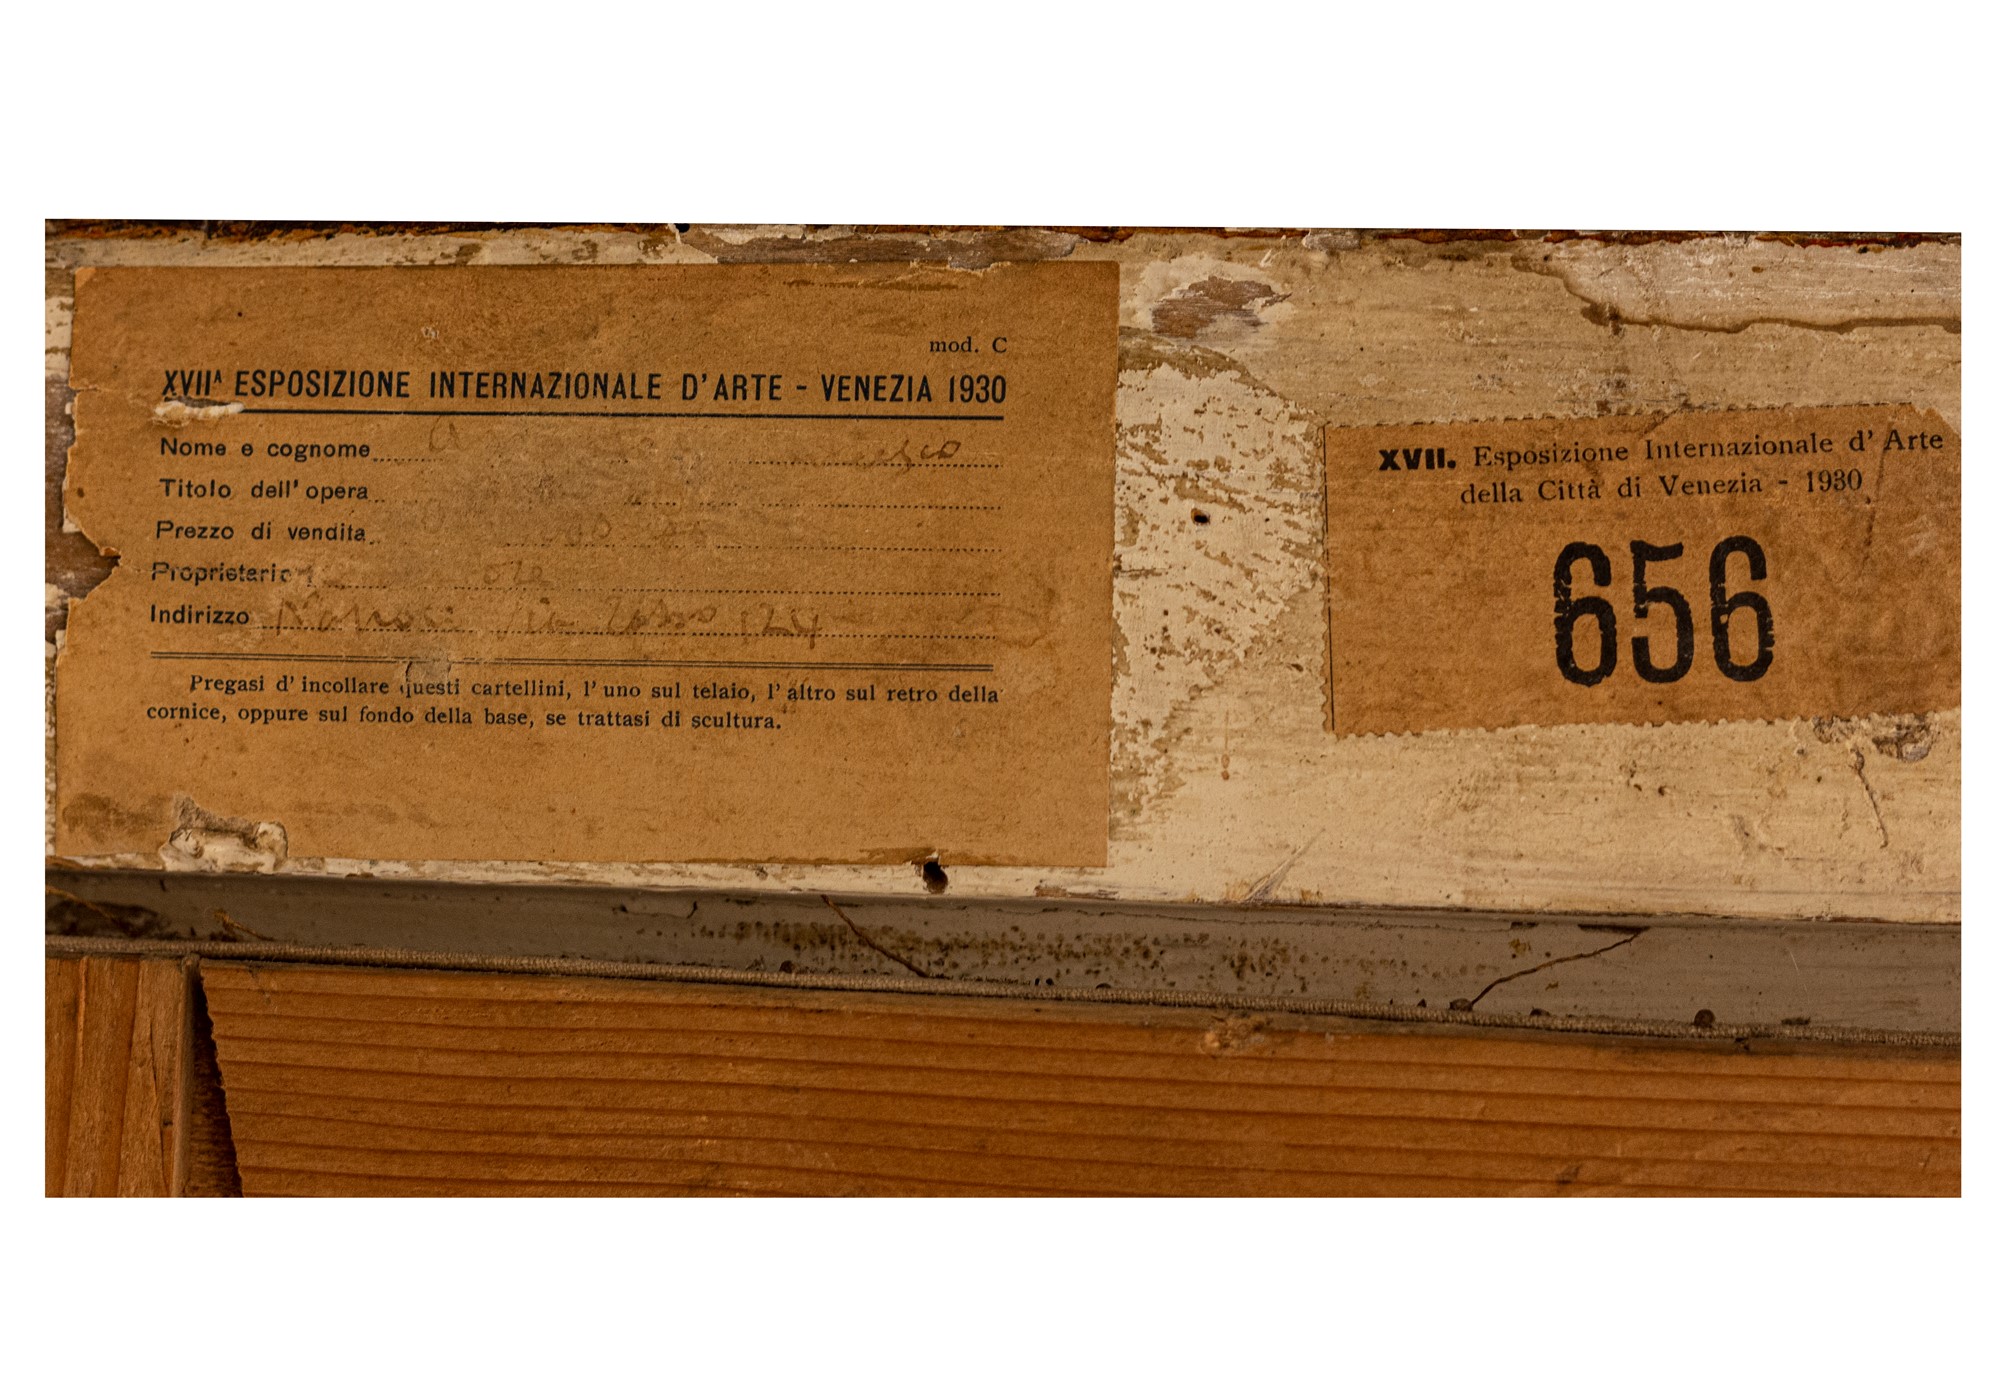 mod. C
XVIIᴬ ESPOSIZIONE INTERNAZIONALE D'ARTE - VENEZIA 1930
Nome e cognome
Titolo dell'opera
Prezzo di vendita
Proprietario
Indirizzo 124
Pregasi d'incollare questi cartellini, l'uno sul telaio, l'altro sul retro della
cornice, oppure sul fondo della base, se trattasi di scultura.
XVII. Esposizione Internazionale d'Arte
della Città di Venezia - 1930
656